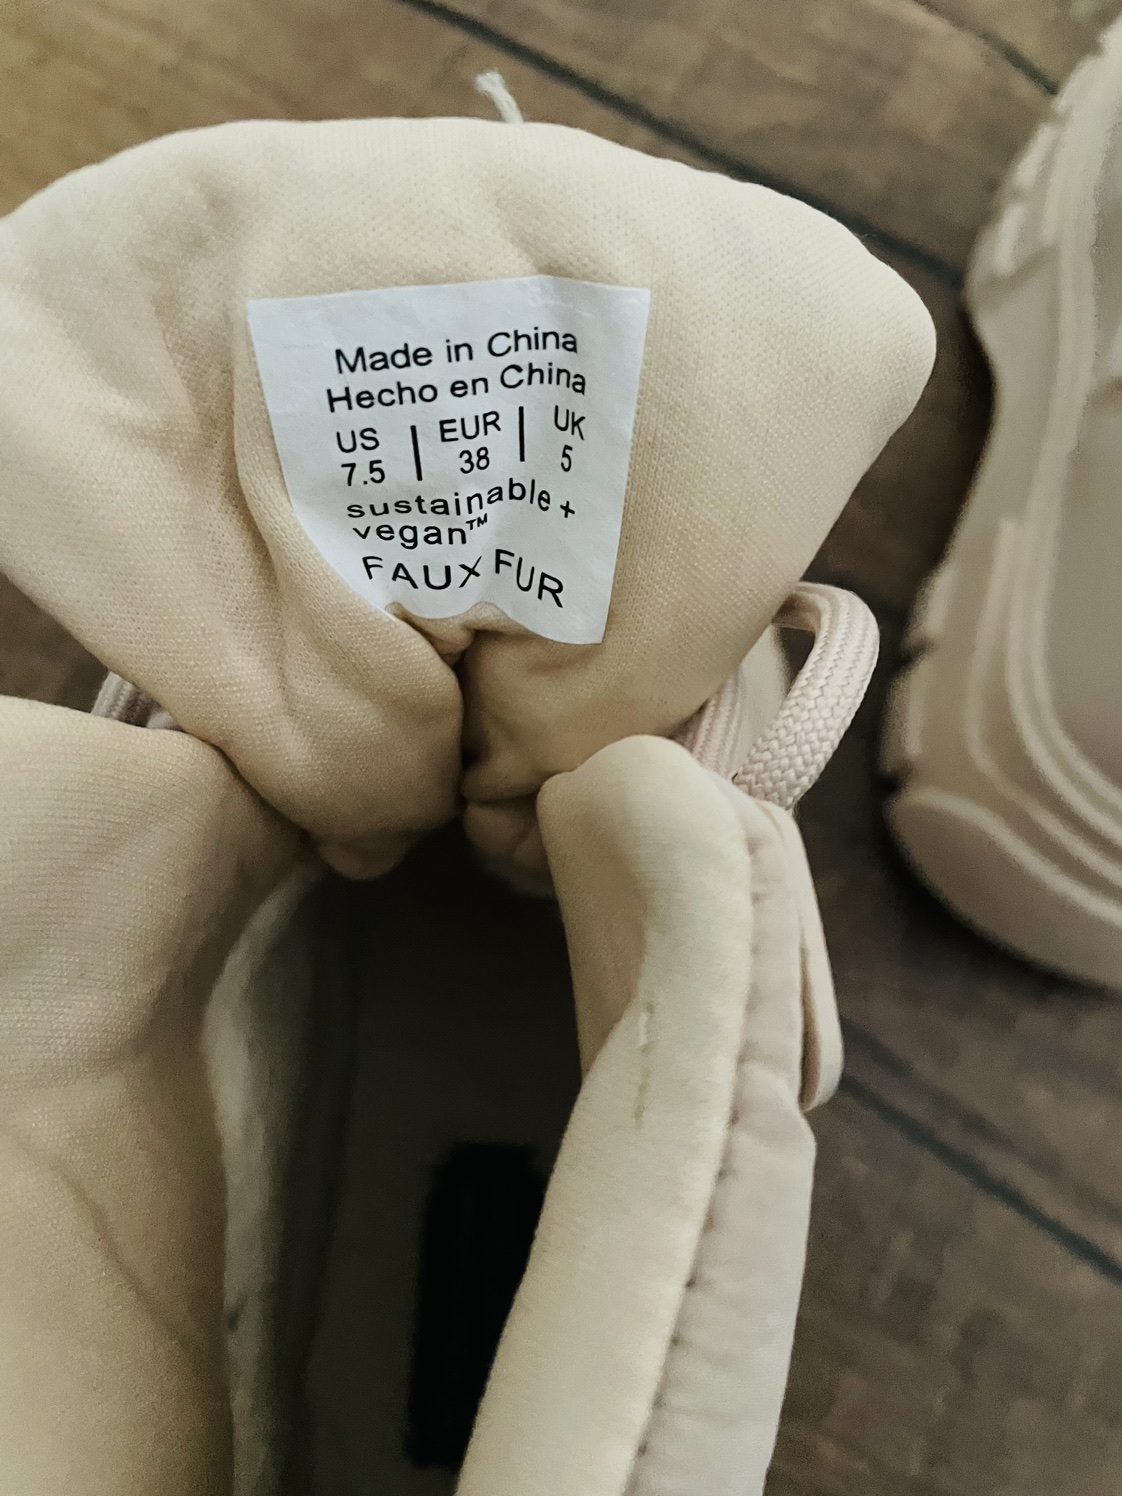 Made in China
Hecho en China
US | EUR | UK
7.5 | 38 | 5
sustainable +
vegan™
FAUX FUR